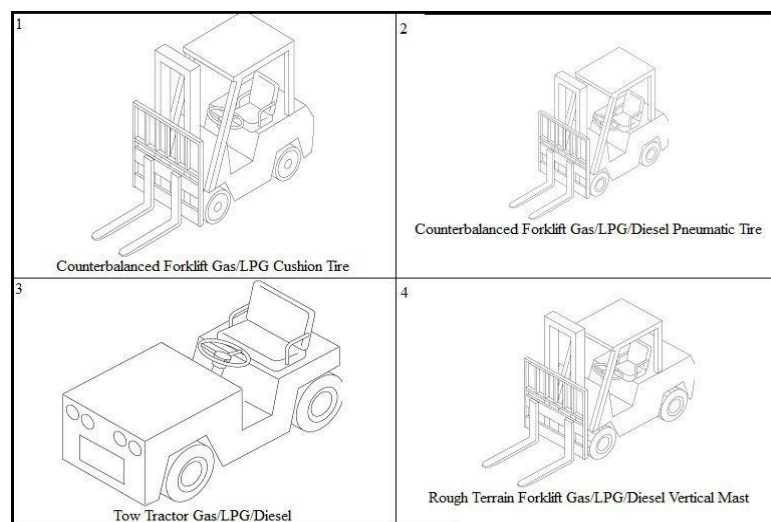 1
Counterbalanced Forklift Gas/LPG Cushion Tire
2
Counterbalanced Forklift Gas/LPG/Diesel Pneumatic Tire
3
Tow Tractor Gas/LPG/Diesel
4
Rough Terrain Forklift Gas/LPG/Diesel Vertical Mast